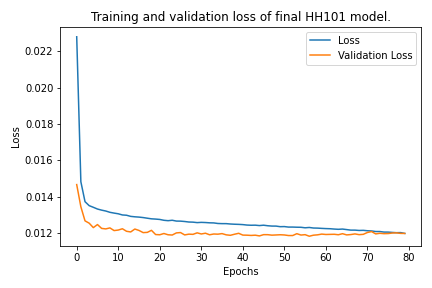 Training and validation loss of final HH101 model.
Loss
Validation Loss
0.022
0.020
0.018
0.016
0.014
0.012
Loss
0 10 20 30 40 50 60 70 80
Epochs